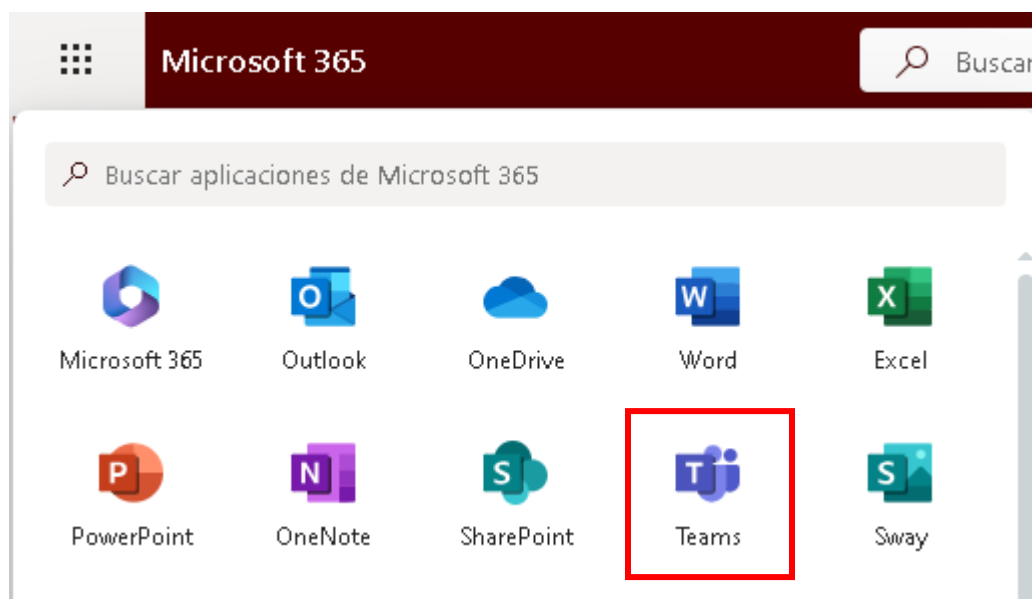 Microsoft 365
Buscar
Buscar aplicaciones de Microsoft 365
Microsoft 365 Outlook OneDrive Word Excel
PowerPoint OneNote SharePoint Teams Sway